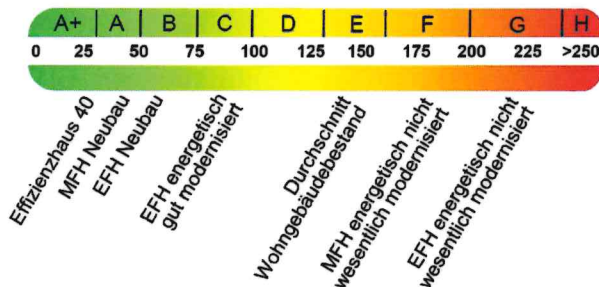 A+ A B C D E F G H
0 25 50 75 100 125 150 175 200 225 >250
Effizienzhaus 40
MFH Neubau
EFH Neubau
EFH energetisch
gut modernisiert
Durchschnitt
Wohngebäudebestand
MFH energetisch nicht
wesentlich modernisiert
EFH energetisch nicht
wesentlich modernisiert